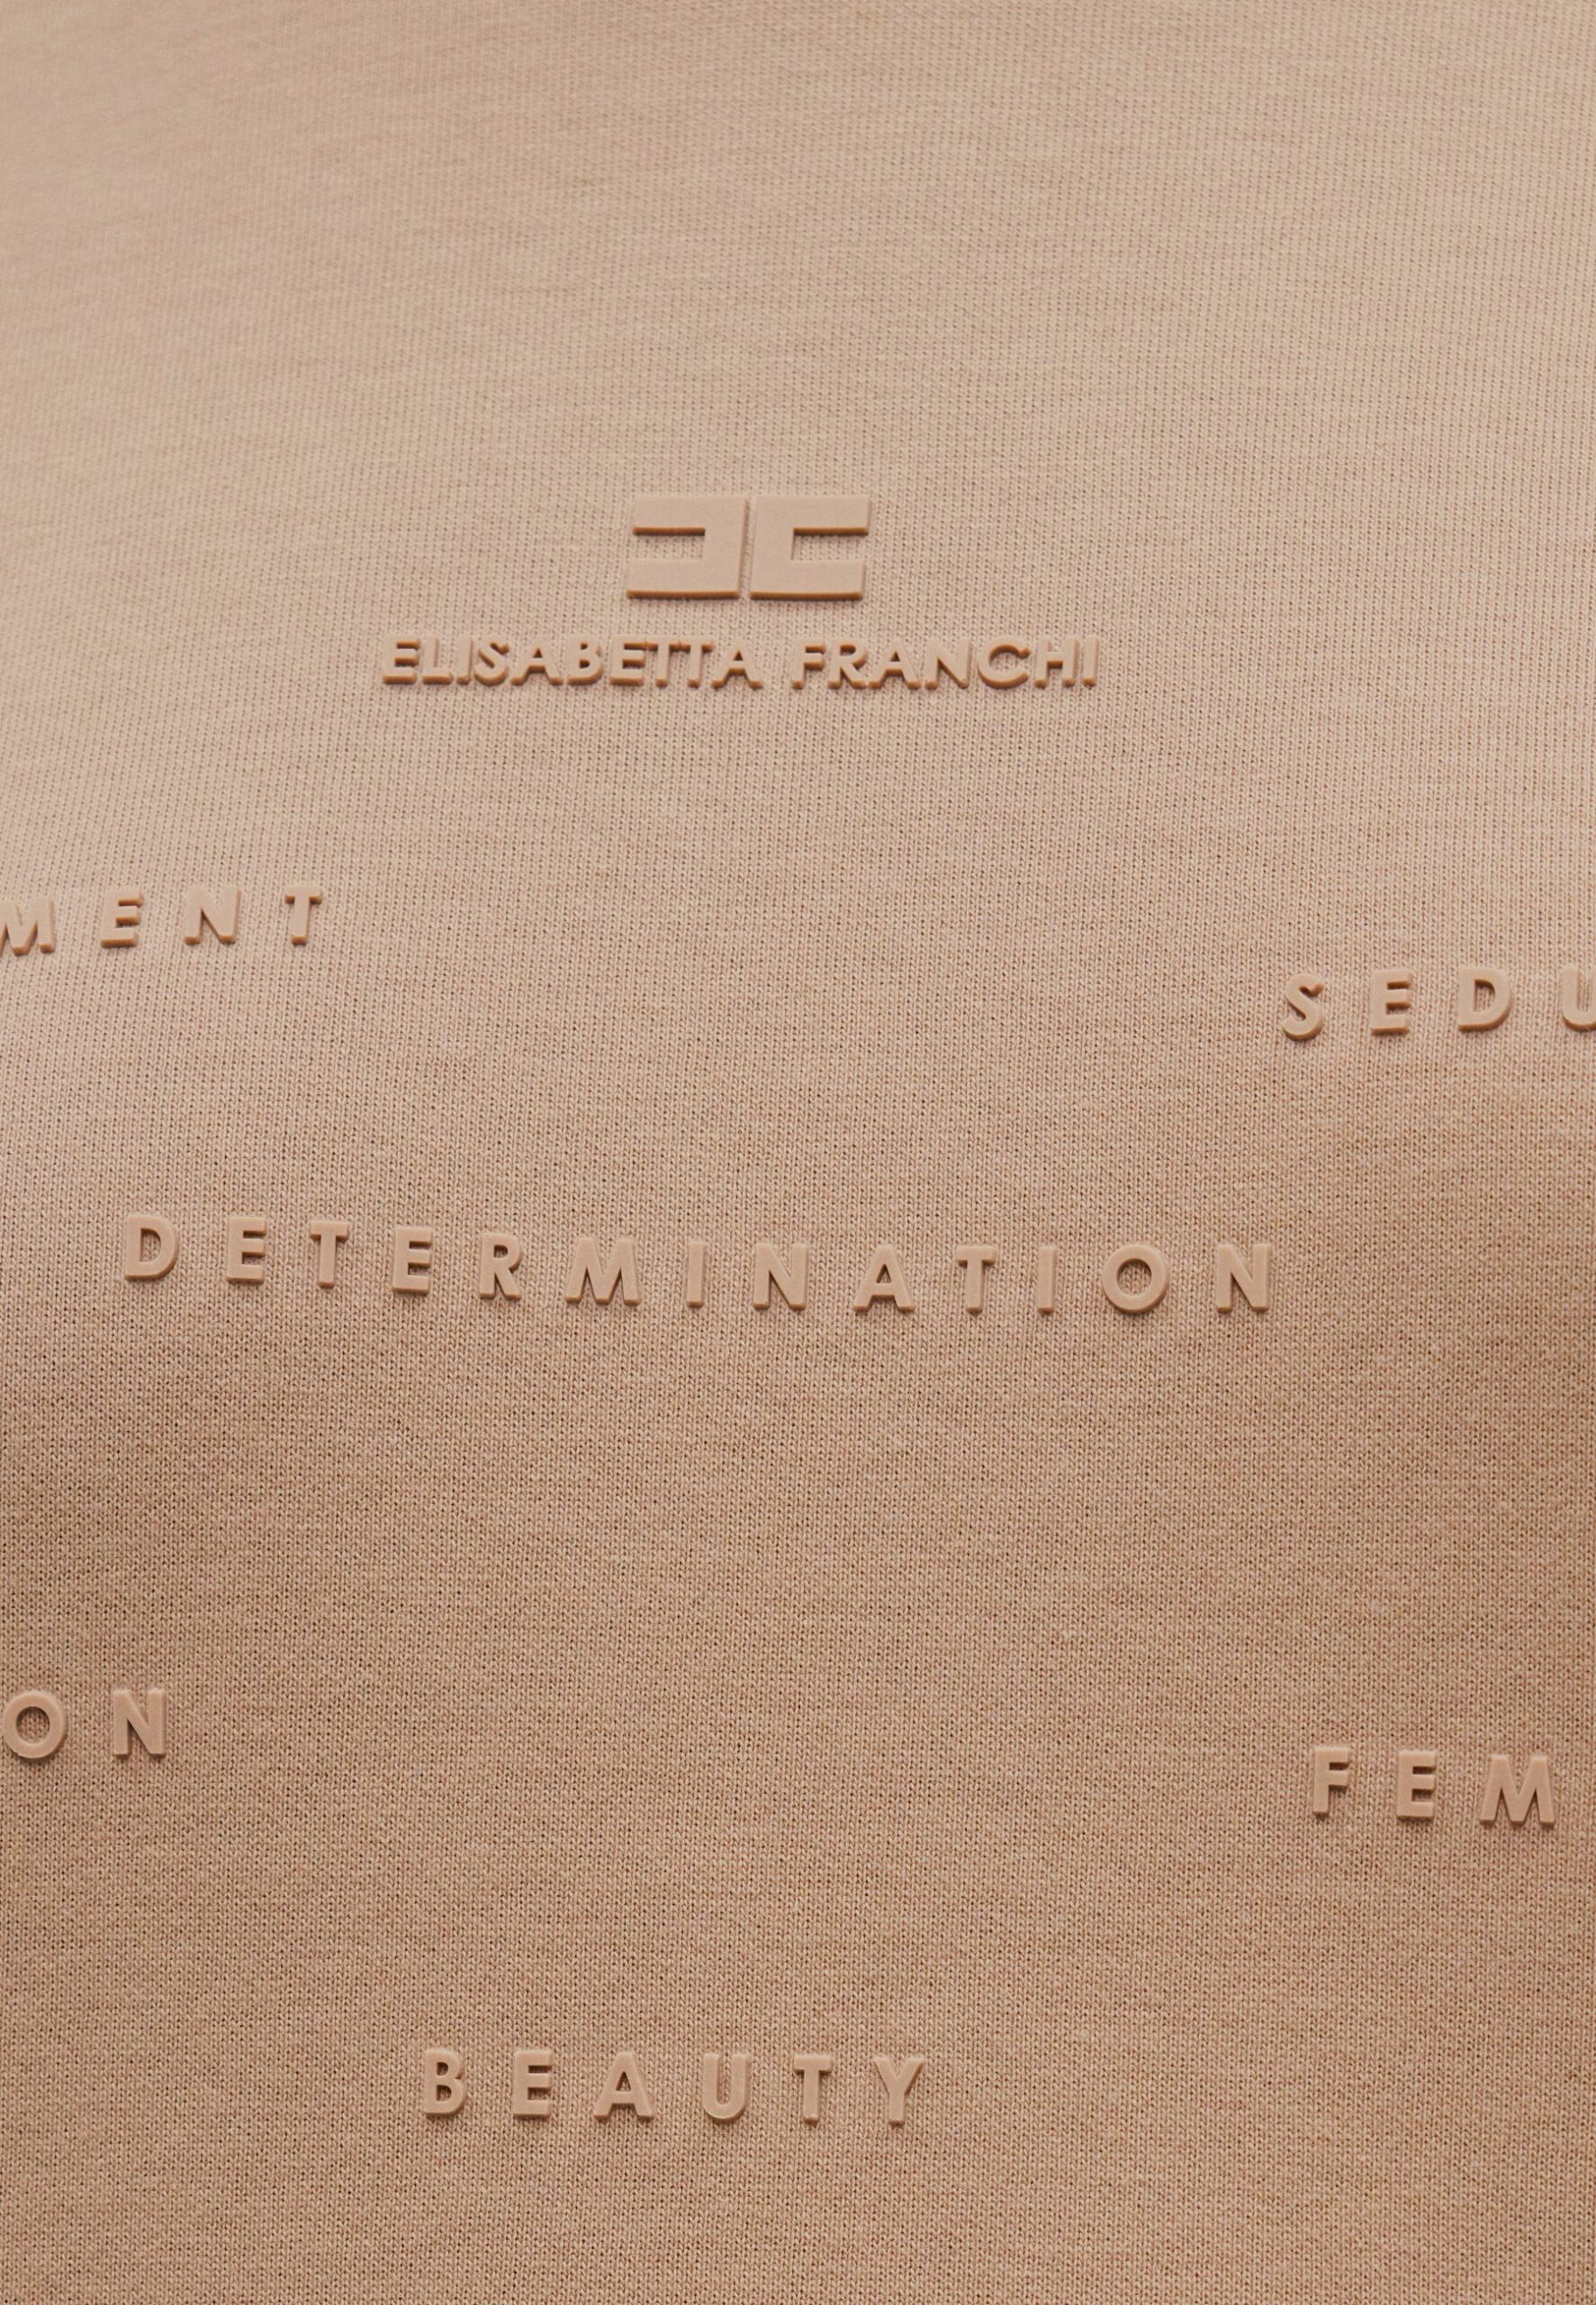 ELISABETTA FRANCHI
MENT
SEDU
DETERMINATION
ON
FEM
BEAUTY